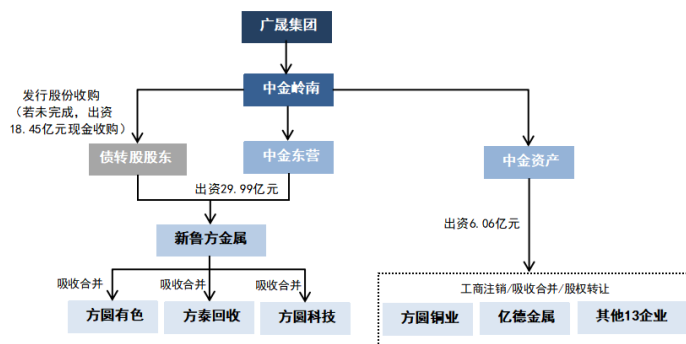 广晟集团
中金岭南
发行股份收购
（若未完成，出资
18.45亿元现金收购）
债转股股东
中金东营
中金资产
出资29.99亿元
出资6.06亿元
新鲁方金属
吸收合并
吸收合并
吸收合并
工商注销/吸收合并/股权转让
方圆有色
方泰回收
方圆科技
方圆铜业
亿德金属
其他13企业